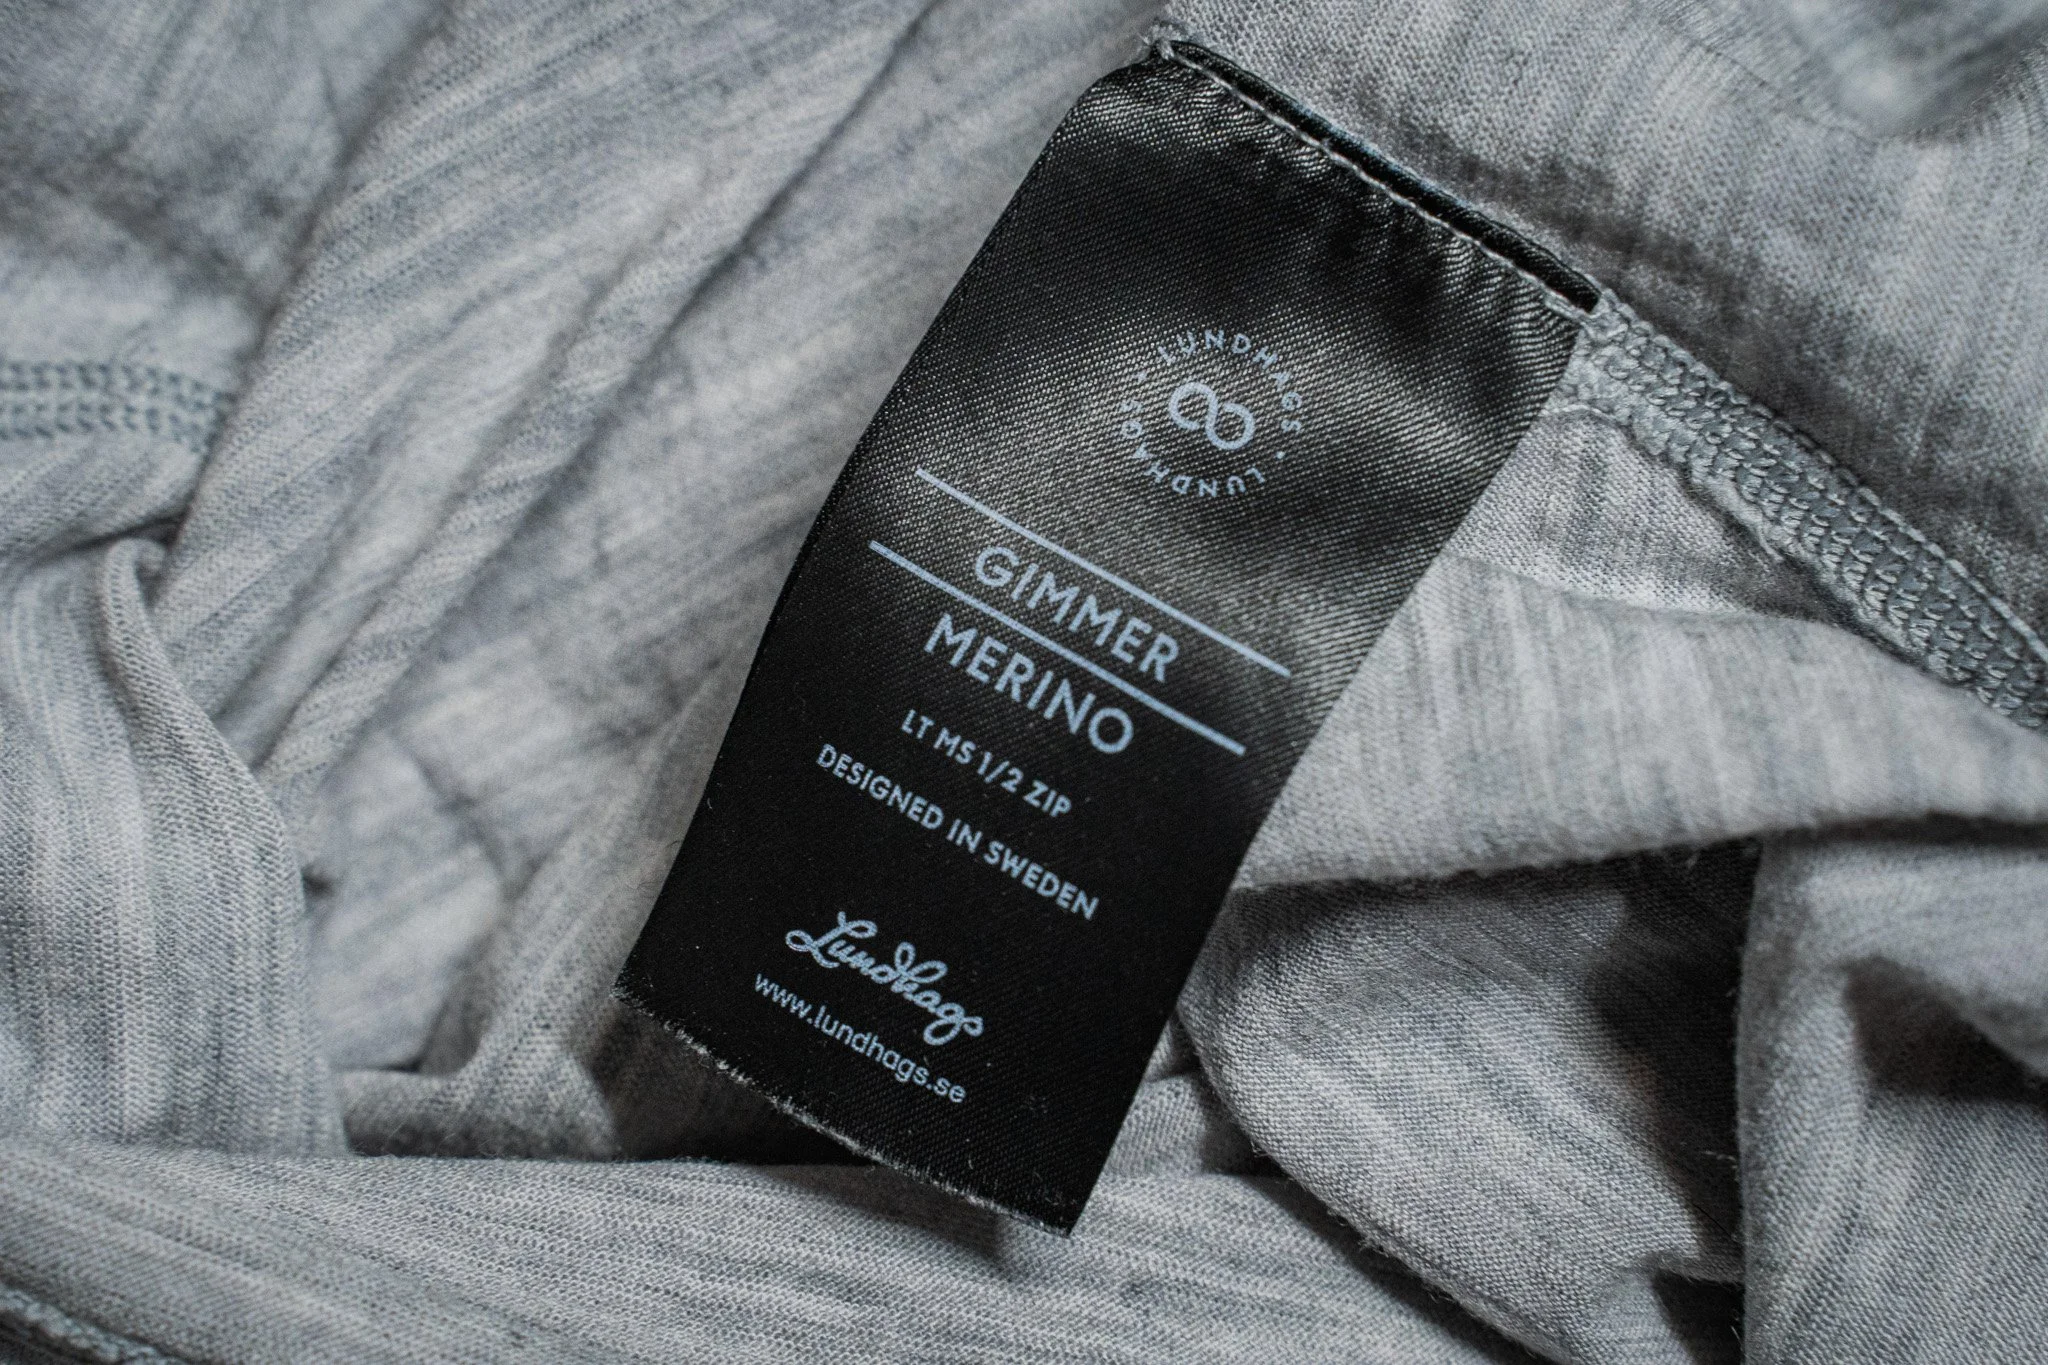 LUNDHAGS · LUNDHAGS ·
GIMMER
MERINO
LT MS 1/2 ZIP
DESIGNED IN SWEDEN
Lundhags
www.lundhags.se